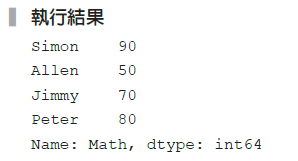 執行結果
Simon    90
Allen    50
Jimmy    70
Peter    80
Name: Math, dtype: int64